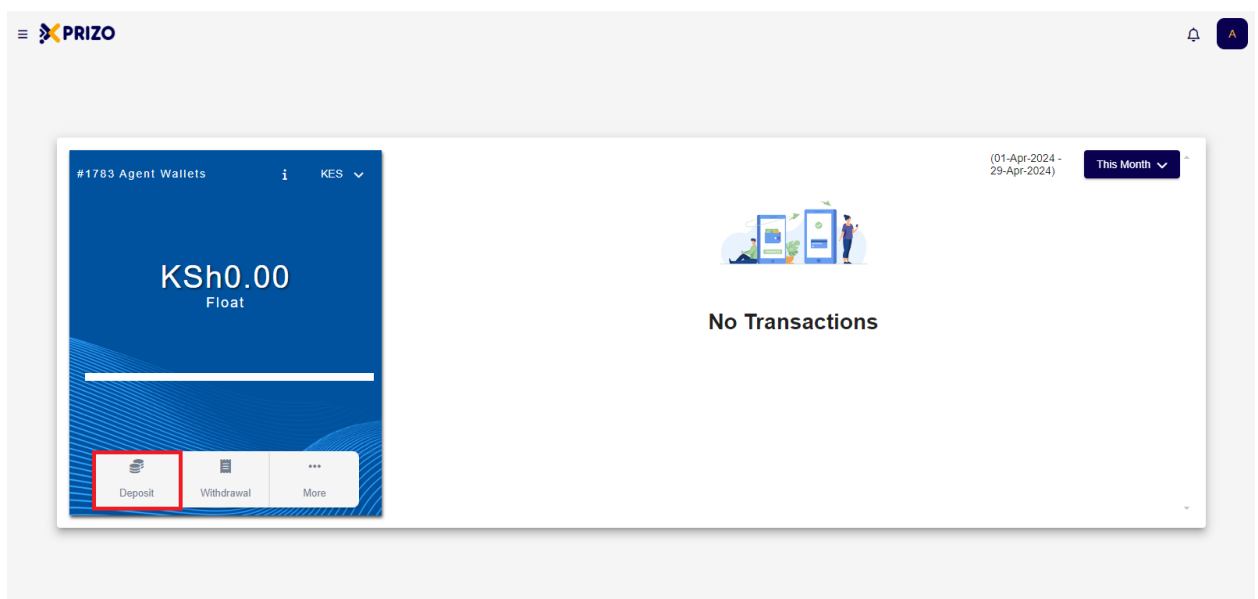 XPRIZO
A
#1783 Agent Wallets i KES
KSh0.00
Float
Deposit Withdrawal More
(01-Apr-2024 -
29-Apr-2024)
This Month
No Transactions